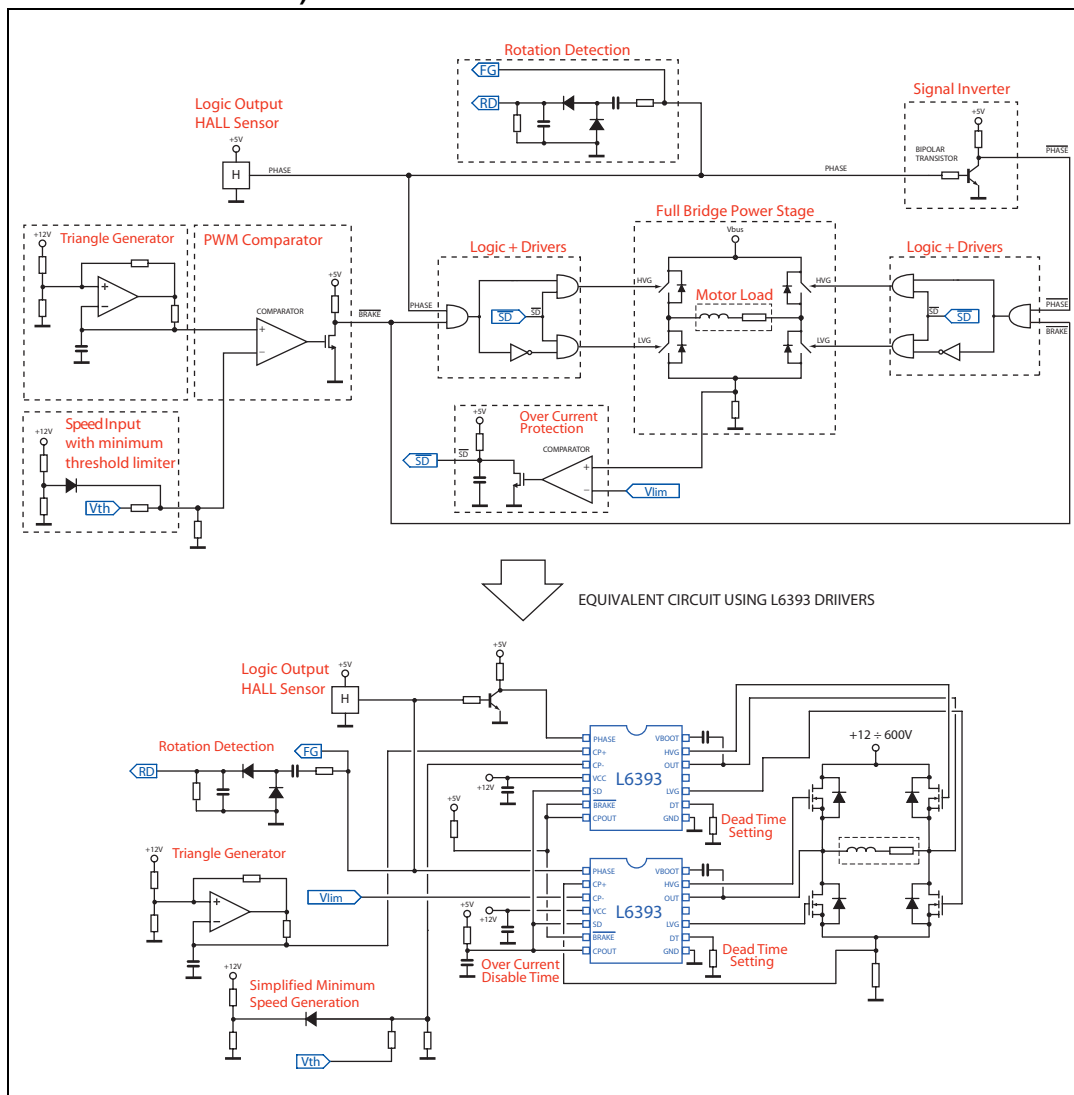 )
Rotation Detection
FG
RD
Logic Output
HALL Sensor
+5V
H
PHASE
PHASE
Signal Inverter
+5V
BIPOLAR
TRANSISTOR
PHASE
Triangle Generator
+12V
PWM Comparator
+5V
COMPARATOR
BRAKE
Logic + Drivers
PHASE
SD
SD
HVG
LVG
Full Bridge Power Stage
Vbus
Motor Load
Logic + Drivers
HVG
LVG
SD
SD
PHASE
BRAKE
Speed Input
with minimum
threshold limiter
+12V
Vth
Over Current
Protection
+5V
SD
SD
COMPARATOR
Vlim
EQUIVALENT CIRCUIT USING L6393 DRIIVERS
Logic Output
HALL Sensor
+5V
H
+5V
Rotation Detection
FG
RD
PHASE
CP+
CP-
VCC
SD
BRAKE
CPOUT
L6393
VBOOT
HVG
OUT
LVG
DT
GND
+12V
+5V
Dead Time
Setting
+12 ÷ 600V
Triangle Generator
+12V
Vlim
PHASE
CP+
CP-
VCC
SD
BRAKE
CPOUT
L6393
VBOOT
HVG
OUT
LVG
DT
GND
+5V
+12V
Dead Time
Setting
Over Current
Disable Time
+12V
Simplified Minimum
Speed Generation
Vth